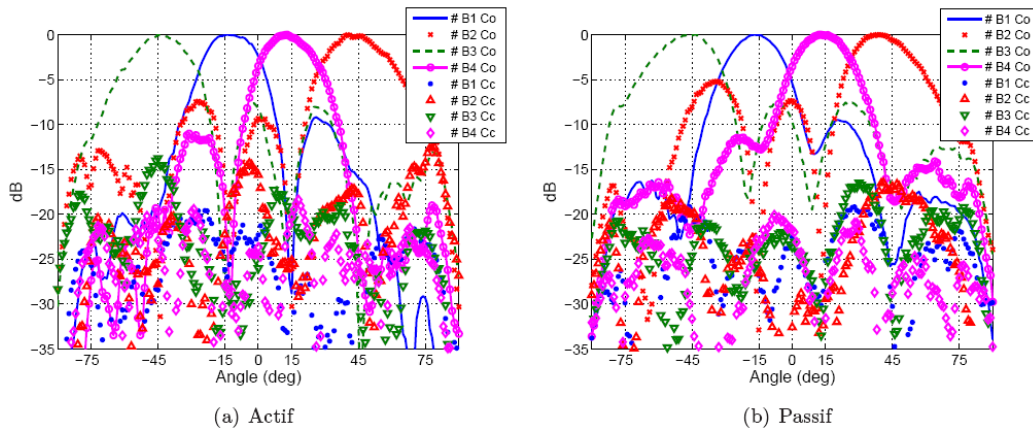 # B1 Co
# B2 Co
# B3 Co
# B4 Co
# B1 Cc
# B2 Cc
# B3 Cc
# B4 Cc
0
−5
−10
−15
−20
−25
−30
−35
dB
−75 −45 −15 0 15 45 75
Angle (deg)
(a) Actif
# B1 Co
# B2 Co
# B3 Co
# B4 Co
# B1 Cc
# B2 Cc
# B3 Cc
# B4 Cc
0
−5
−10
−15
−20
−25
−30
−35
dB
−75 −45 −15 0 15 45 75
Angle (deg)
(b) Passif